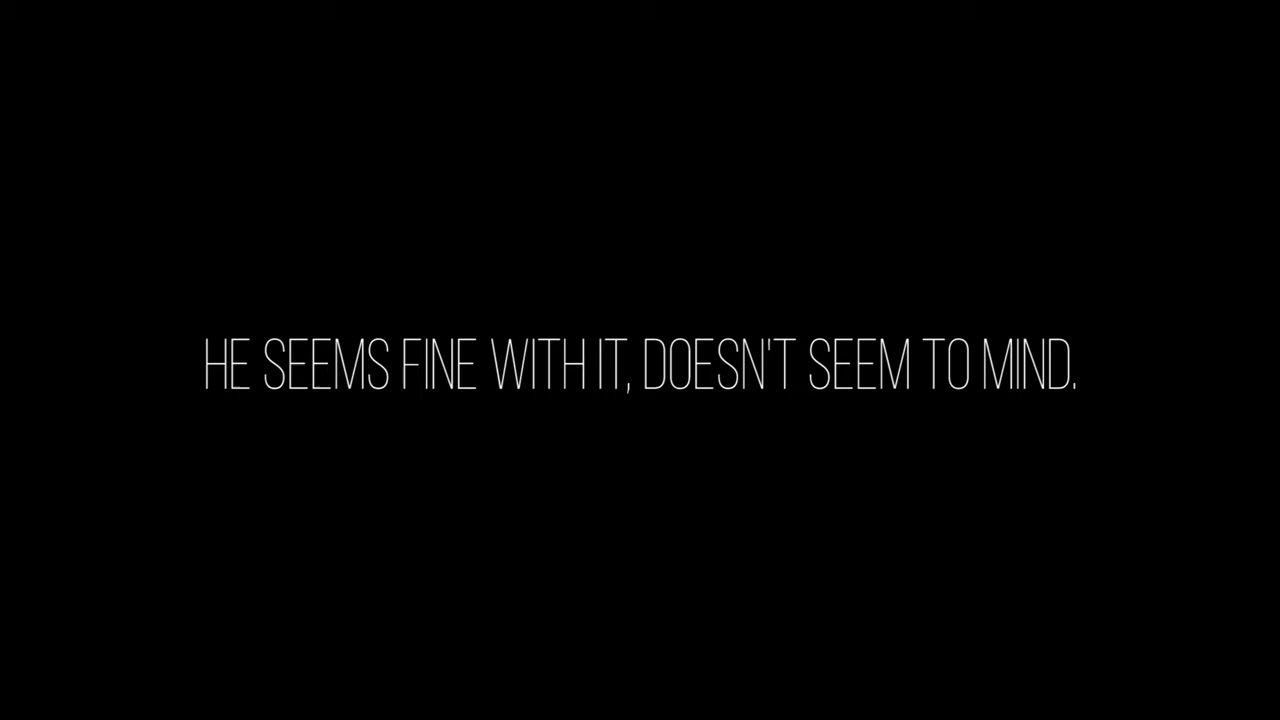 HE SEEMS FINE WITH IT, DOESN'T SEEM TO MIND.